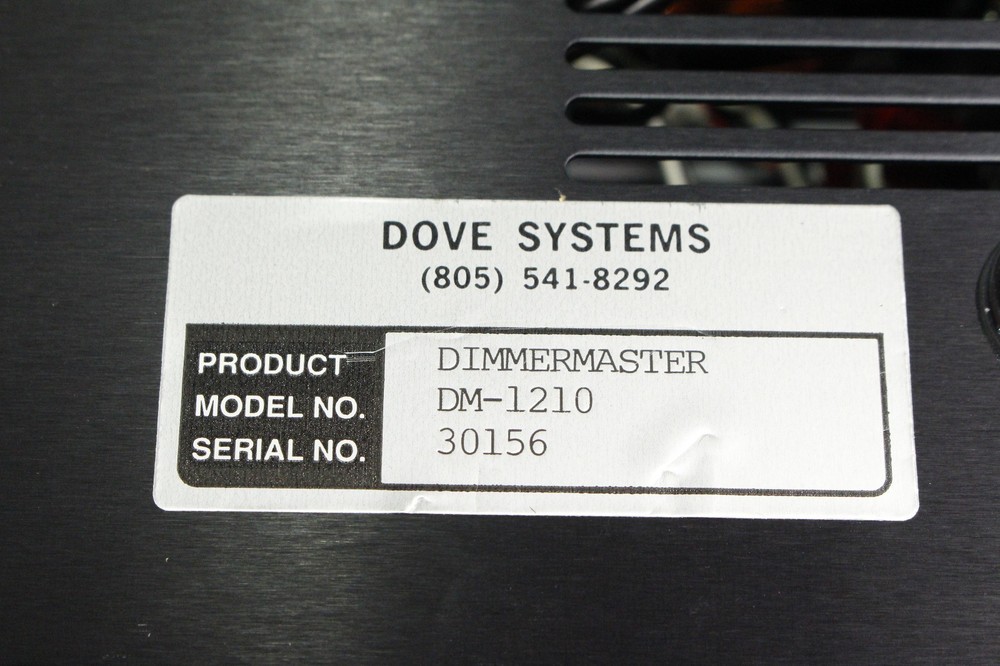 DOVE SYSTEMS
(805) 541-8292
PRODUCT DIMMERMASTER
MODEL NO. DM-1210
SERIAL NO. 30156